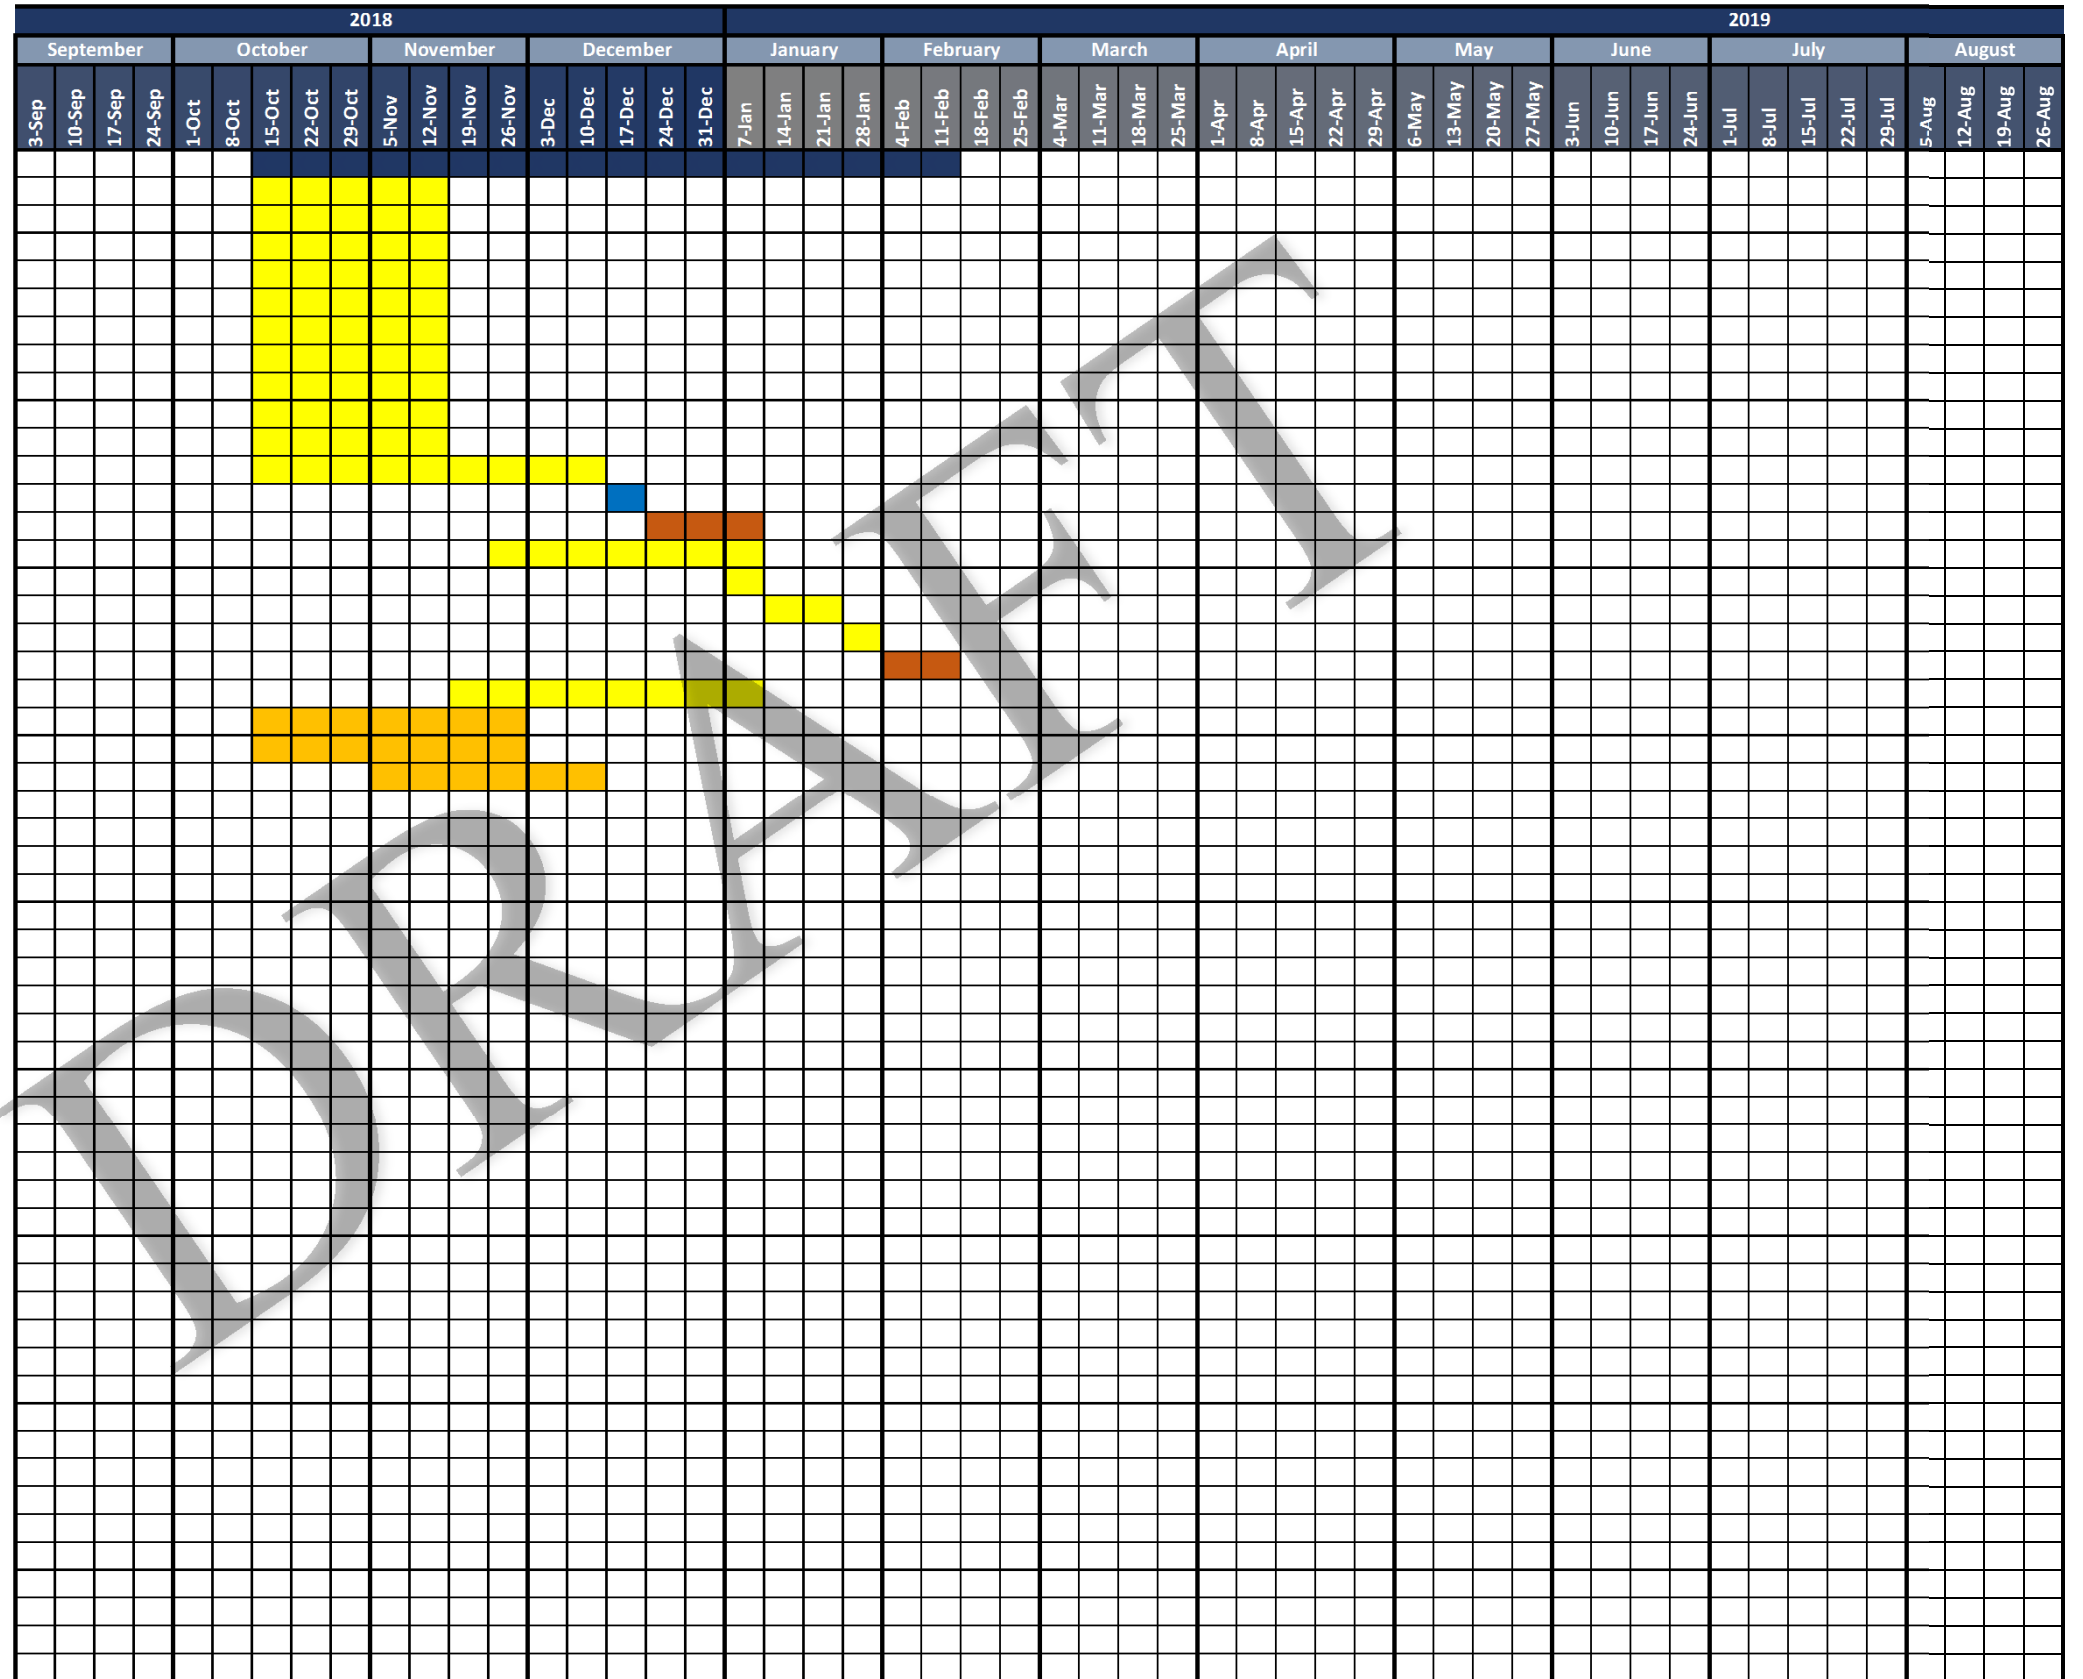 2018 2019
September October November December January February March April May June July August
3-Sep 10-Sep 17-Sep 24-Sep 1-Oct 8-Oct 15-Oct 22-Oct 29-Oct 5-Nov 12-Nov 19-Nov 26-Nov 3-Dec 10-Dec 17-Dec 24-Dec 31-Dec 7-Jan 14-Jan 21-Jan 28-Jan 4-Feb 11-Feb 18-Feb 25-Feb 4-Mar 11-Mar 18-Mar 25-Mar 1-Apr 8-Apr 15-Apr 22-Apr 29-Apr 6-May 13-May 20-May 27-May 3-Jun 10-Jun 17-Jun 24-Jun 1-Jul 8-Jul 15-Jul 22-Jul 29-Jul 5-Aug 12-Aug 19-Aug 26-Aug
DRAFT